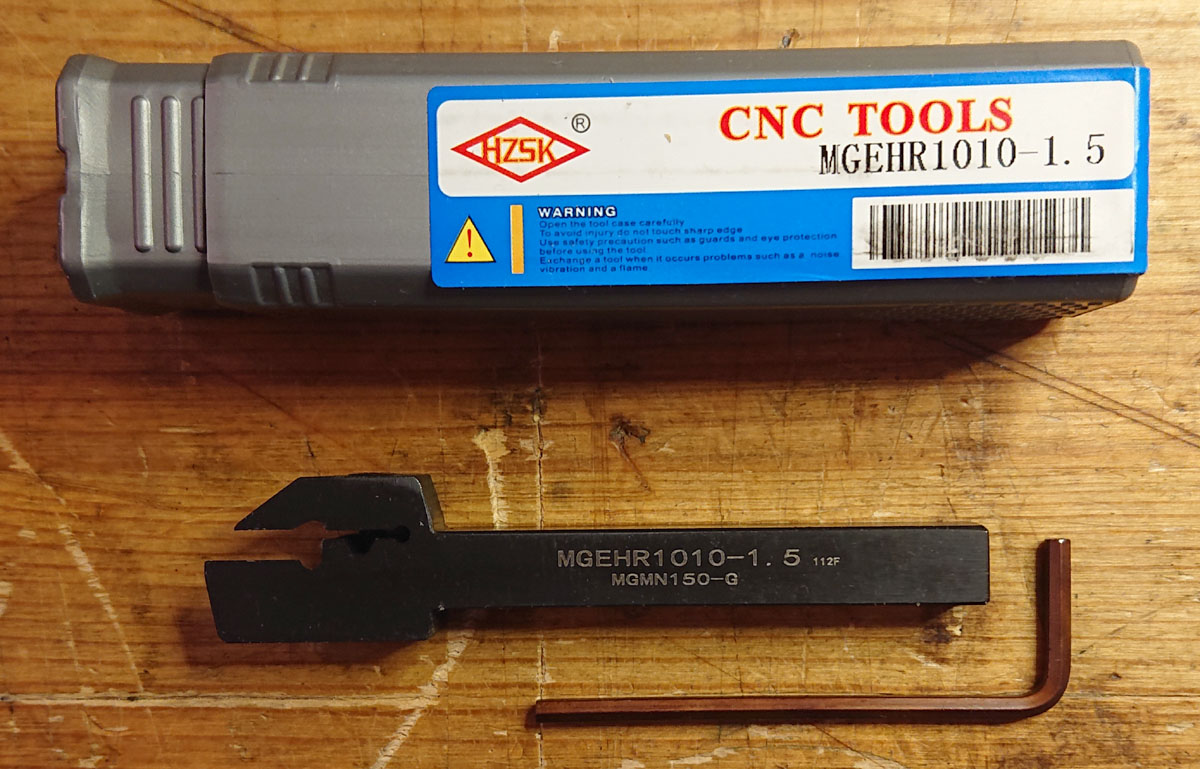 HZSK
®
CNC TOOLS
MGEHR1010-1.5
!
WARNING
Open the tool case carefully
To avoid injury do not touch sharp edge
Use safety precaution such as guards and eye protection
before using the tool
Exchange a tool when it occurs problems such as a noise
vibration and a flame
MGEHR1010-1.5 112F
MGMN150-G